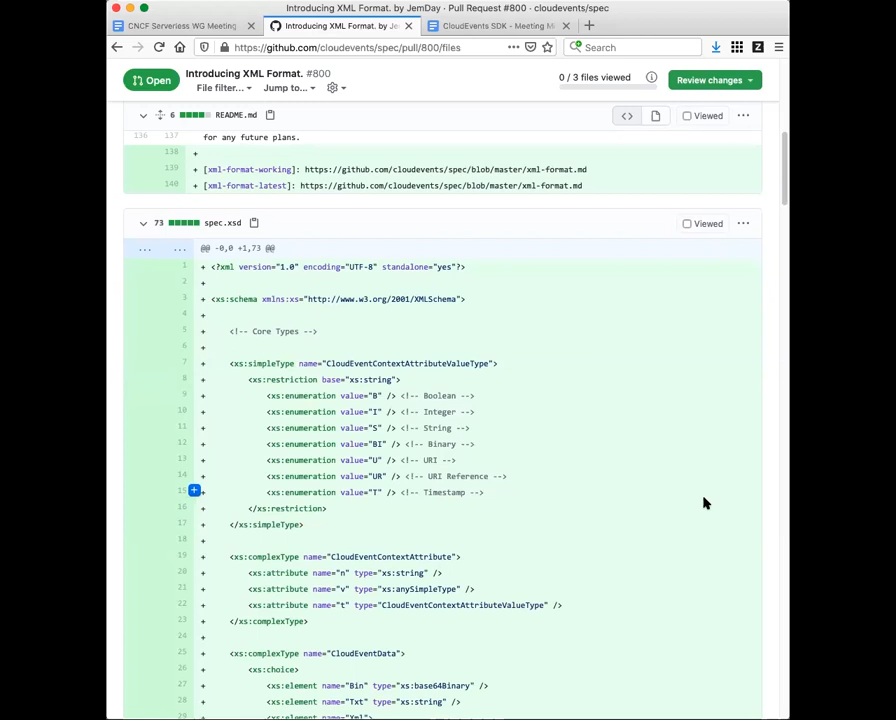 Introducing XML Format. by JemDay · Pull Request #800 · cloudevents/spec
CNCF Serverless WG Meeting
Introducing XML Format. by Je
CloudEvents SDK - Meeting Mi
https://github.com/cloudevents/spec/pull/800/files
Search
Open
Introducing XML Format. #800
File filter... Jump to...
0 / 3 files viewed
Review changes
6 README.md
Viewed
136 137 for any future plans.
138 +
139 + [xml-format-working]: https://github.com/cloudevents/spec/blob/master/xml-format.md
140 + [xml-format-latest]: https://github.com/cloudevents/spec/blob/master/xml-format.md
73 spec.xsd
Viewed
... ... @@ -0,0 +1,73 @@
1 + <?xml version="1.0" encoding="UTF-8" standalone="yes"?>
2 +
3 + <xs:schema xmlns:xs="http://www.w3.org/2001/XMLSchema">
4 +
5 + <!-- Core Types -->
6 +
7 + <xs:simpleType name="CloudEventContextAttributeValueType">
8 + <xs:restriction base="xs:string">
9 + <xs:enumeration value="B" /> <!-- Boolean -->
10 + <xs:enumeration value="I" /> <!-- Integer -->
11 + <xs:enumeration value="S" /> <!-- String -->
12 + <xs:enumeration value="BI" /> <!-- Binary -->
13 + <xs:enumeration value="U" /> <!-- URI -->
14 + <xs:enumeration value="UR" /> <!-- URI Reference -->
15 + <xs:enumeration value="T" /> <!-- Timestamp -->
16 + </xs:restriction>
17 + </xs:simpleType>
18 +
19 + <xs:complexType name="CloudEventContextAttribute">
20 + <xs:attribute name="n" type="xs:string" />
21 + <xs:attribute name="v" type="xs:anySimpleType" />
22 + <xs:attribute name="t" type="CloudEventContextAttributeValueType" />
23 + </xs:complexType>
24 +
25 + <xs:complexType name="CloudEventData">
26 + <xs:choice>
27 + <xs:element name="Bin" type="xs:base64Binary" />
28 + <xs:element name="Txt" type="xs:string" />
29 + <xs:element name="Xml">